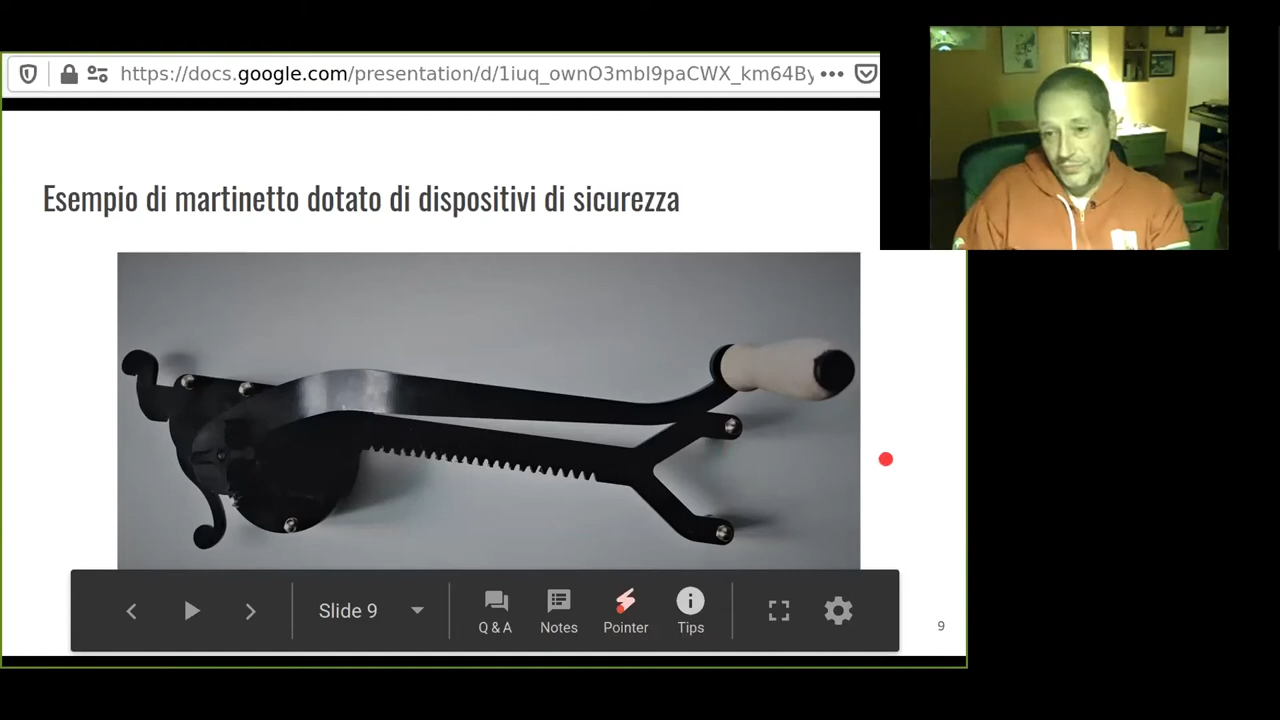 https://docs.google.com/presentation/d/1iuq_ownO3mbl9paCWX_km64By
Esempio di martinetto dotato di dispositivi di sicurezza
Slide 9
Q & A
Notes
Pointer
Tips
9